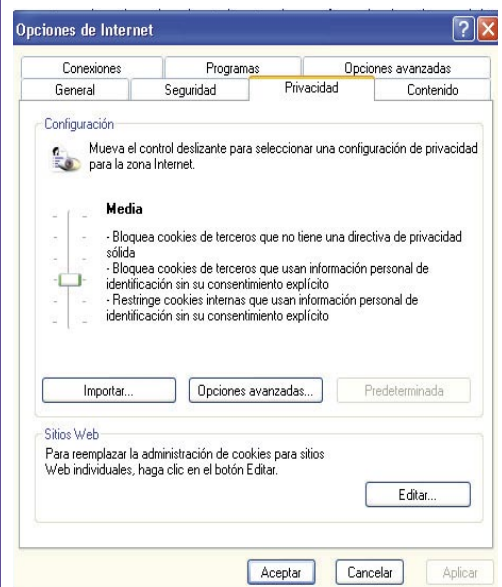 Opciones de Internet
Conexiones Programas Opciones avanzadas
General Seguridad Privacidad Contenido
Configuración
Mueva el control deslizante para seleccionar una configuración de privacidad
para la zona Internet.
Media
- Bloquea cookies de terceros que no tiene una directiva de privacidad
sólida
- Bloquea cookies de terceros que usan información personal de
identificación sin su consentimiento explícito
- Restringe cookies internas que usan información personal de
identificación sin su consentimiento explícito
Importar... Opciones avanzadas... Predeterminada
Sitios Web
Para reemplazar la administración de cookies para sitios
Web individuales, haga clic en el botón Editar.
Editar...
Aceptar Cancelar Aplicar